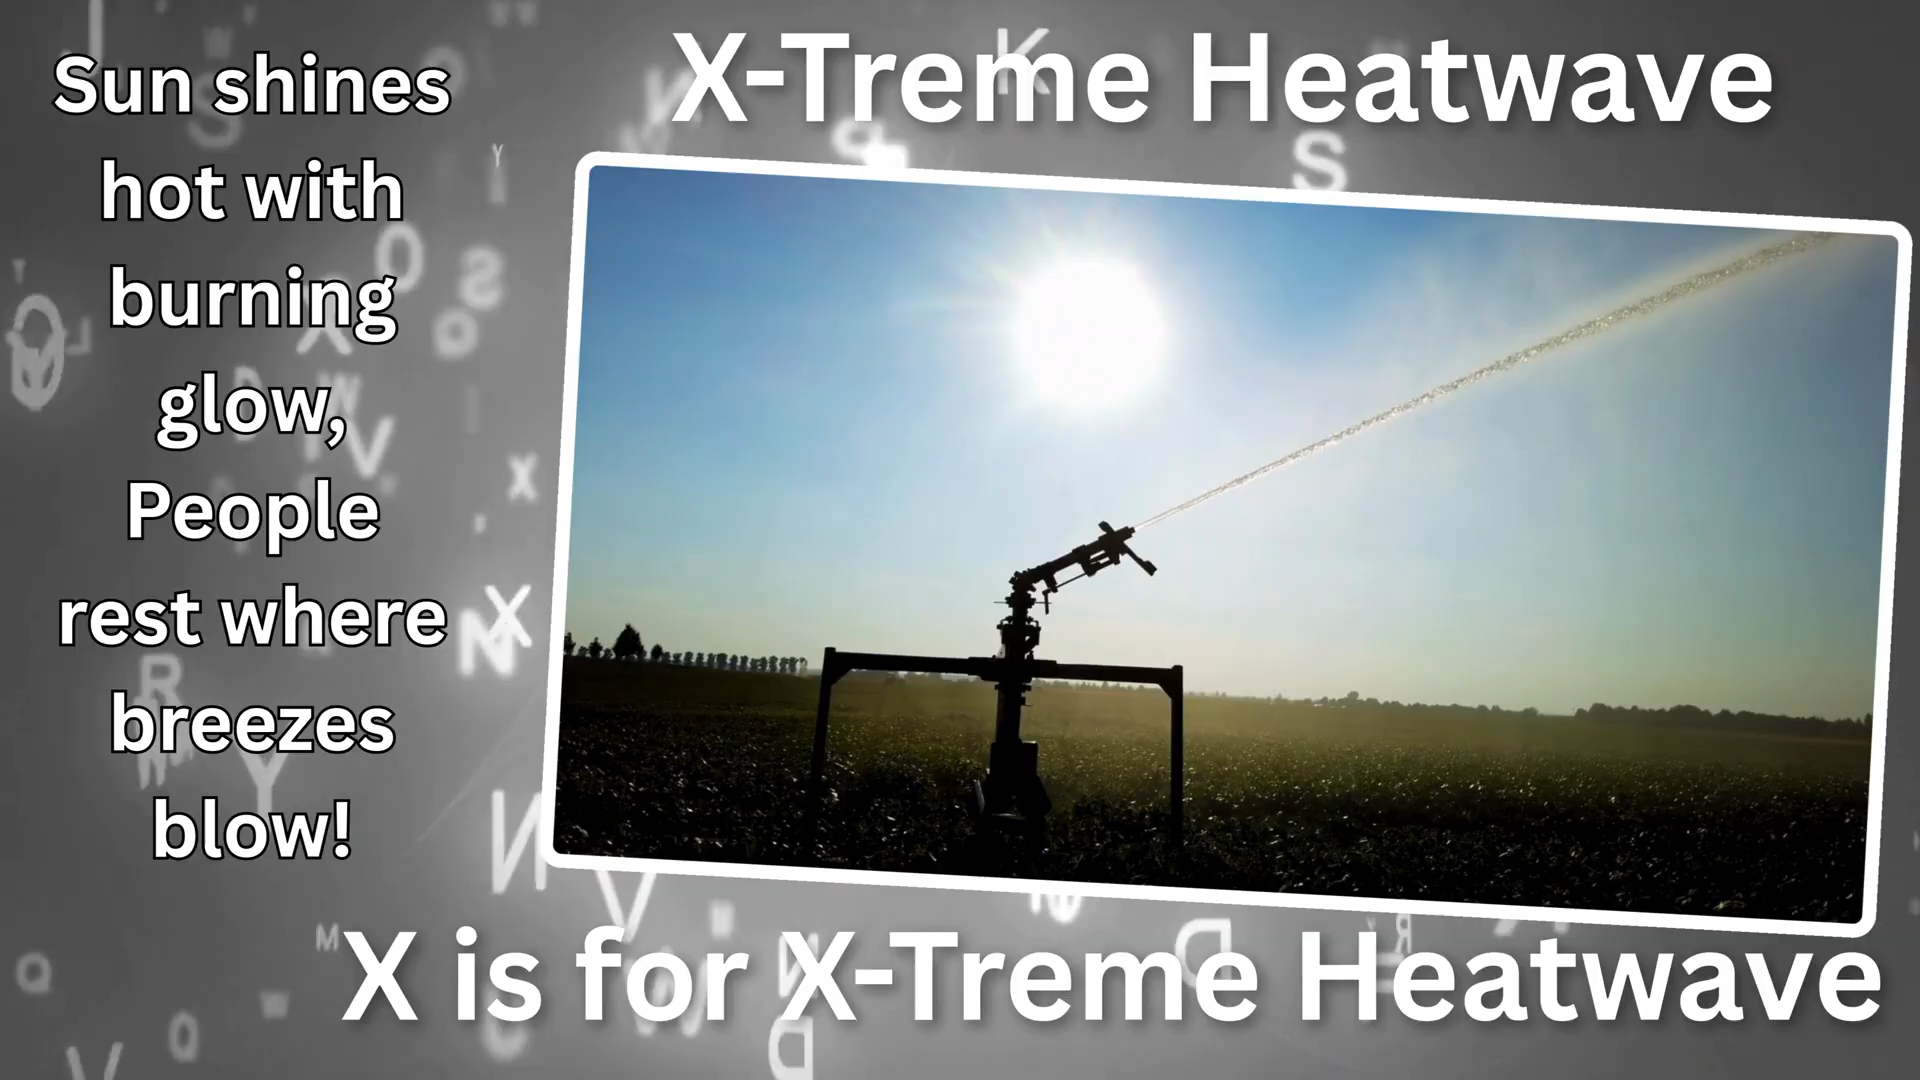 X-Treme Heatwave
Sun shines
hot with
burning
glow,
People
rest where
breezes
blow!
X is for X-Treme Heatwave